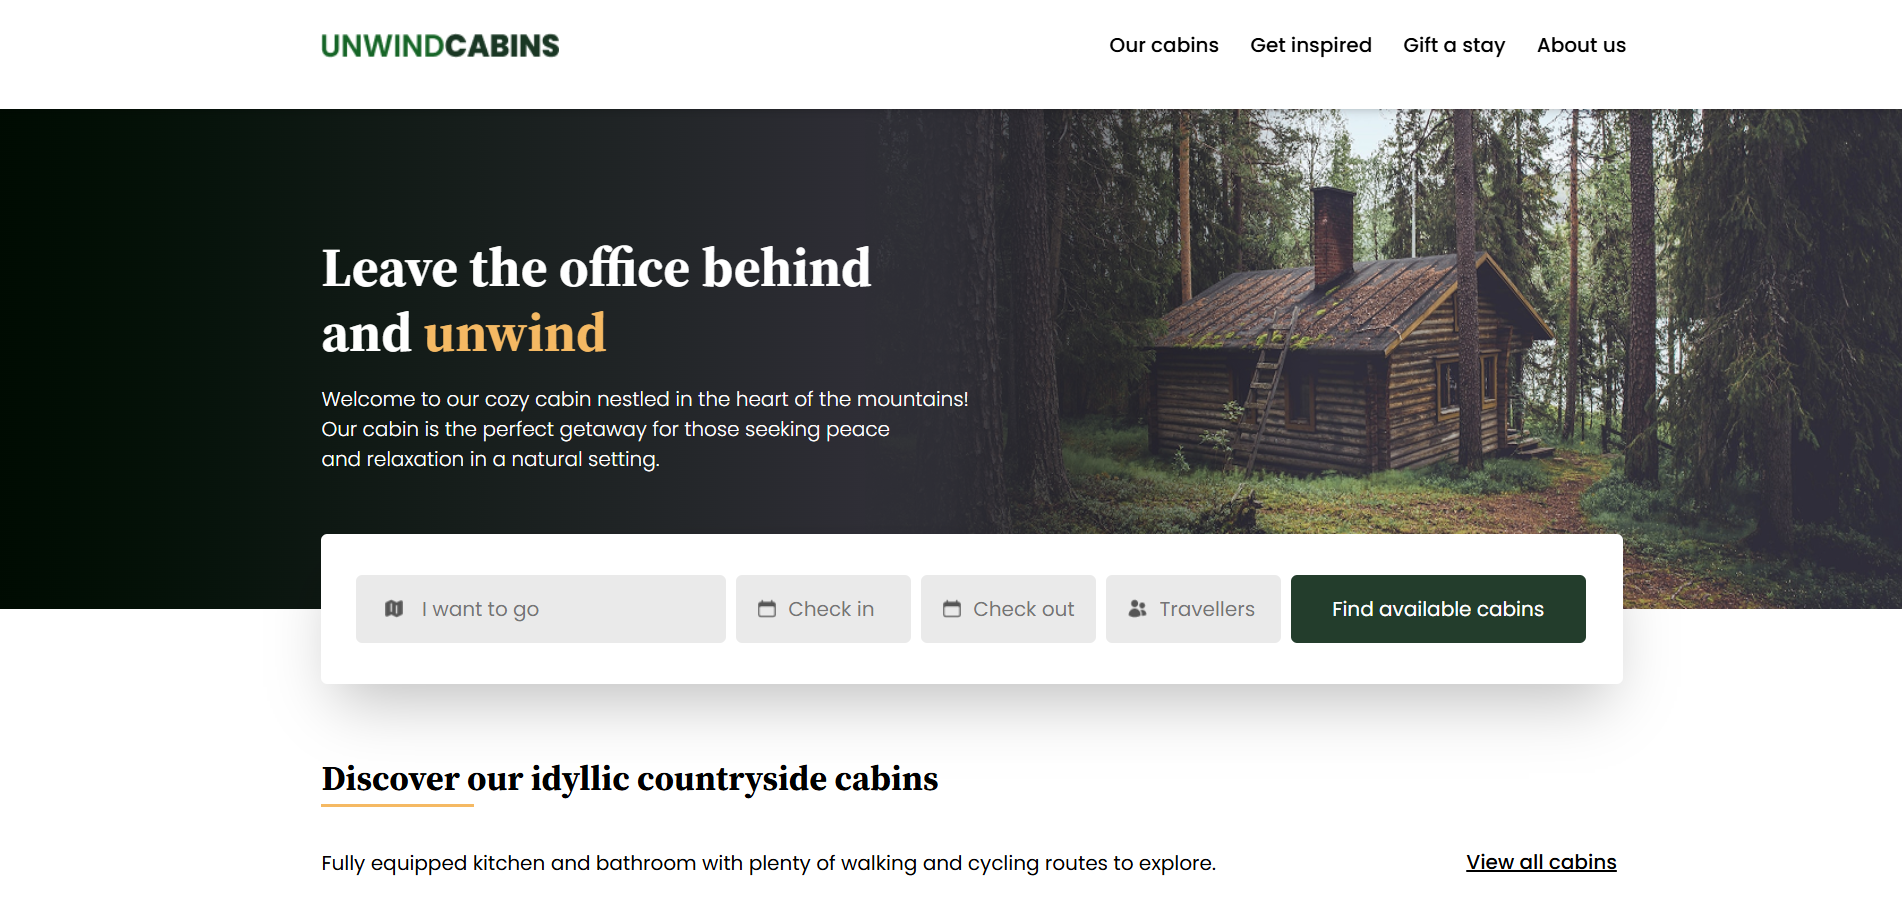 UNWINDCABINS
Our cabins Get inspired Gift a stay About us
Leave the office behind
and unwind
Welcome to our cozy cabin nestled in the heart of the mountains!
Our cabin is the perfect getaway for those seeking peace
and relaxation in a natural setting.
I want to go Check in Check out Travellers Find available cabins
Discover our idyllic countryside cabins
Fully equipped kitchen and bathroom with plenty of walking and cycling routes to explore. View all cabins